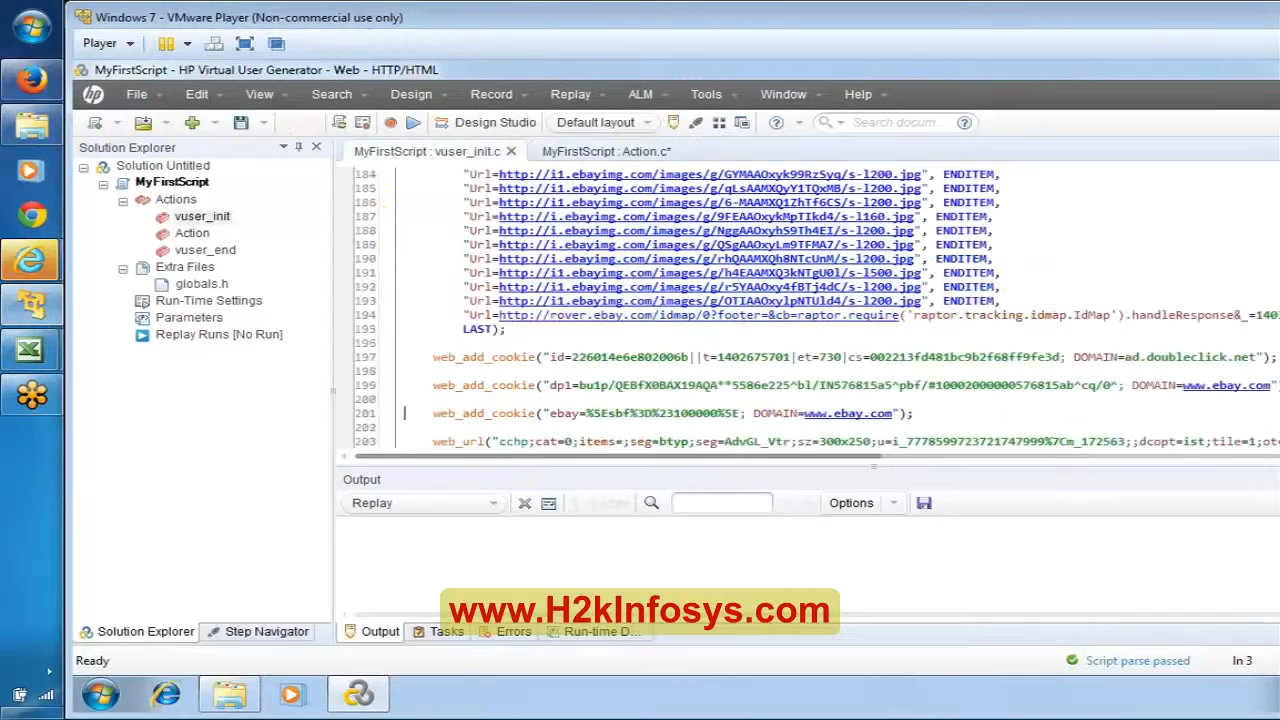 Windows 7 - VMware Player (Non-commercial use only)
Player
MyFirstScript - HP Virtual User Generator - Web - HTTP/HTML
hp File Edit View Search Design Record Replay ALM Tools Window Help
Design Studio Default layout Search docum...
Solution Explorer
MyFirstScript : vuser_init.c MyFirstScript : Action.c*
Solution Untitled
MyFirstScript
Actions
vuser_init
Action
vuser_end
Extra Files
globals.h
Run-Time Settings
Parameters
Replay Runs [No Run]
184 "Url=http://i1.ebayimg.com/images/g/GYMAAOxyk99RzSyq/s-l200.jpg", ENDITEM,
185 "Url=http://i1.ebayimg.com/images/g/qLsAAMXQyY1TQxMB/s-l200.jpg", ENDITEM,
186 "Url=http://i1.ebayimg.com/images/g/6-MAAMXQ1ZhTf6CS/s-l200.jpg", ENDITEM,
187 "Url=http://i.ebayimg.com/images/g/9FEAAOxykMpTIkd4/s-l160.jpg", ENDITEM,
188 "Url=http://i.ebayimg.com/images/g/NggAAOxyhS9Th4EI/s-l200.jpg", ENDITEM,
189 "Url=http://i.ebayimg.com/images/g/QSgAAOxyLm9TFMA7/s-l200.jpg", ENDITEM,
190 "Url=http://i.ebayimg.com/images/g/rhQAAMXQh8NTcUnM/s-l200.jpg", ENDITEM,
191 "Url=http://i1.ebayimg.com/images/g/h4EAAMXQ3kNTgU0l/s-l500.jpg", ENDITEM,
192 "Url=http://i1.ebayimg.com/images/g/r5YAAOxy4fBTj4dC/s-l200.jpg", ENDITEM,
193 "Url=http://i1.ebayimg.com/images/g/OTIAAOxylpNTUld4/s-l200.jpg", ENDITEM,
194 "Url=http://rover.ebay.com/idmap/0?footer=&cb=raptor.require('raptor.tracking.idmap.IdMap').handleResponse&_=140
195 LAST);
196
197 web_add_cookie("id=226014e6e802006b||t=1402675701|et=730|cs=002213fd481bc9b2f68ff9fe3d; DOMAIN=ad.doubleclick.net");
198
199 web_add_cookie("dp1=bu1p/QEBfX0BAX19AQA**5586e225^bl/IN576815a5^pbf/#10002000000576815ab^cq/0^; DOMAIN=www.ebay.com"
200
201 web_add_cookie("ebay=%5Esbf%3D%23100000%5E; DOMAIN=www.ebay.com");
202
203 web_url("cchp;cat=0;items=;seg=btyp;seg=AdvGL_Vtr;sz=300x250;u=i_7778599723721747999%7Cm_172563;;dcopt=ist;tile=1;ot=
Output
Replay Options
www.H2kInfosys.com
Solution Explorer Step Navigator Output Tasks Errors Run-time D...
Ready Script parse passed ln 3